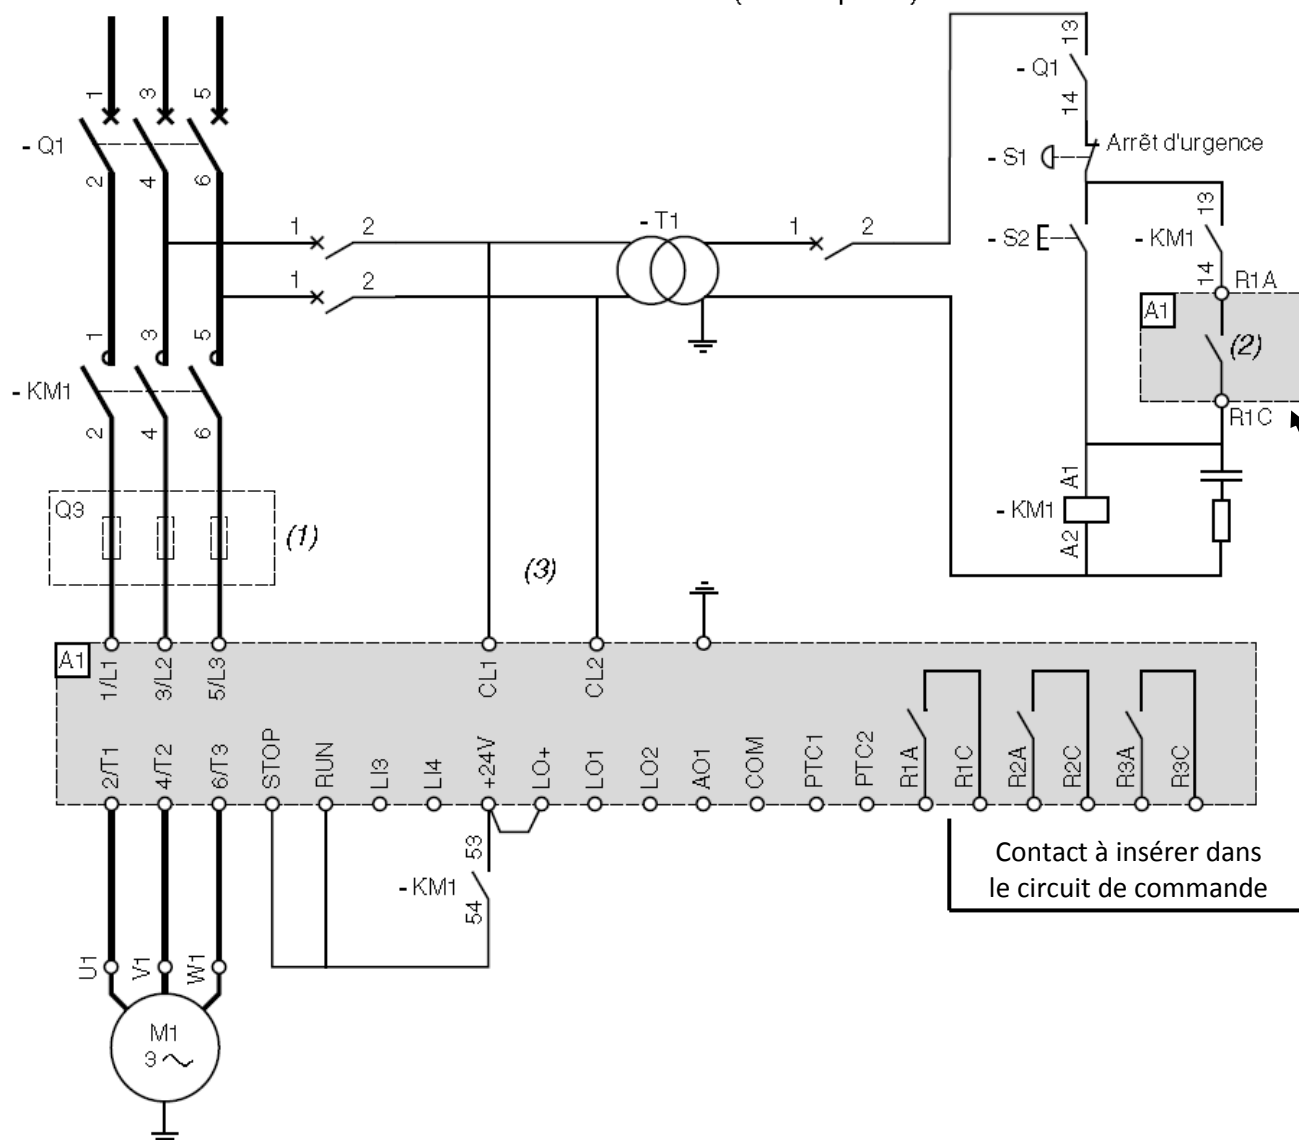 1
3
5
- Q1
2
4
6
13
- Q1
14
- S1
Arrêt d'urgence
- S2
13
- KM1
14
R1A
A1
(2)
R1C
1
2
- T1
1
2
1
2
1
3
5
- KM1
2
4
6
Q3
(1)
(3)
A1
- KM1
A2
A1
1/L1
3/L2
5/L3
CL1
CL2
2/T1
4/T2
6/T3
STOP
RUN
LI3
LI4
+24V
LO+
LO1
LO2
AO1
COM
PTC1
PTC2
R1A
R1C
R2A
R2C
R3A
R3C
53
- KM1
54
Contact à insérer dans
le circuit de commande
U1
V1
W1
M1
3